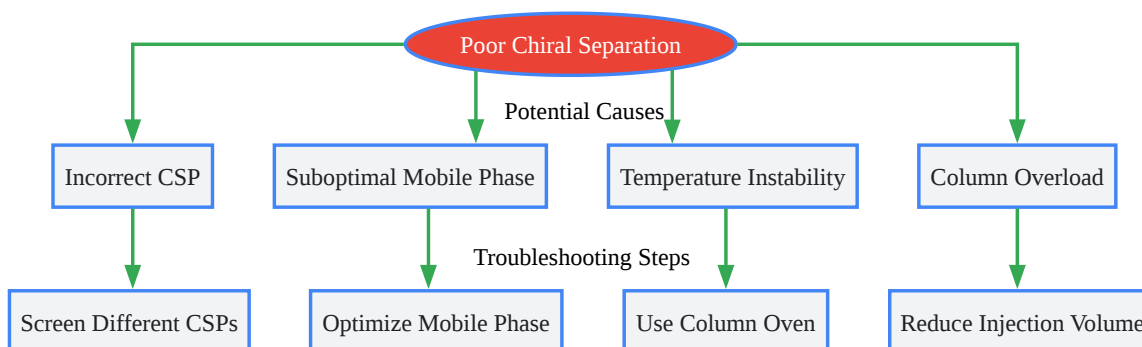 Poor Chiral Separation
Potential Causes
Incorrect CSP
Suboptimal Mobile Phase
Temperature Instability
Column Overload
Troubleshooting Steps
Screen Different CSPs
Optimize Mobile Phase
Use Column Oven
Reduce Injection Volume